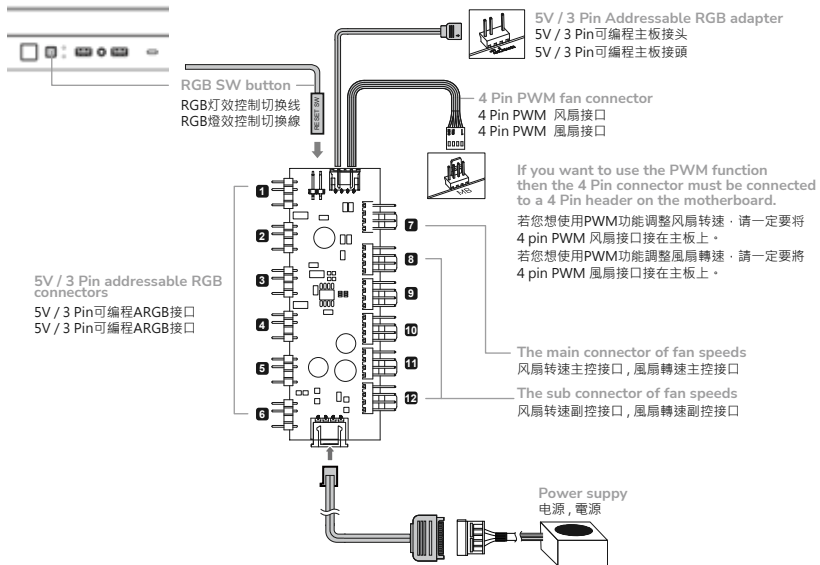 5V / 3 Pin Addressable RGB adapter
5V / 3 Pin可编程主板接头
5V / 3 Pin可編程主板接頭
RGB SW button
RGB灯效控制切换线
RGB燈效控制切換線
RESET SW
4 Pin PWM fan connector
4 Pin PWM 风扇接口
4 Pin PWM 風扇接口
MB
If you want to use the PWM function
then the 4 Pin connector must be connected
to a 4 Pin header on the motherboard.
若您想使用PWM功能调整风扇转速，请一定要将
4 pin PWM 风扇接口接在主板上。
若您想使用PWM功能調整風扇轉速，請一定要將
4 pin PWM 風扇接口接在主板上。
1
2
3
4
5
6
7
8
9
10
11
12
5V / 3 Pin addressable RGB
connectors
5V / 3 Pin可编程ARGB接口
5V / 3 Pin可编程ARGB接口
The main connector of fan speeds
风扇转速主控接口 , 風扇轉速主控接口
The sub connector of fan speeds
风扇转速副控接口 , 風扇轉速副控接口
Power suppy
电源 , 電源